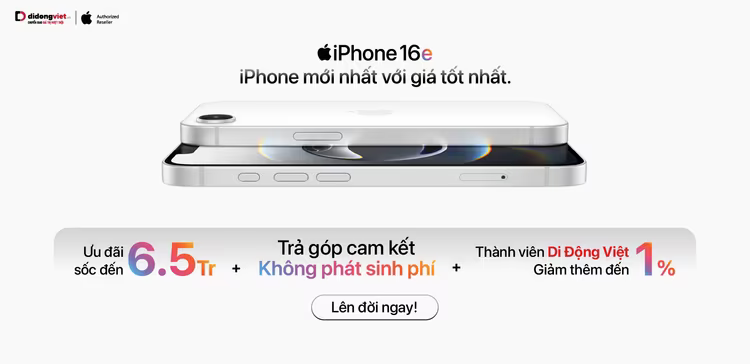 didongviet.vn
Authorized
Reseller
iPhone 16e
iPhone mới nhất với giá tốt nhất.
Ưu đãi
sốc đến
6.5Tr
+
Trả góp cam kết
Không phát sinh phí
+
Thành viên Di Động Việt
Giảm thêm đến
1%
Lên đời ngay!